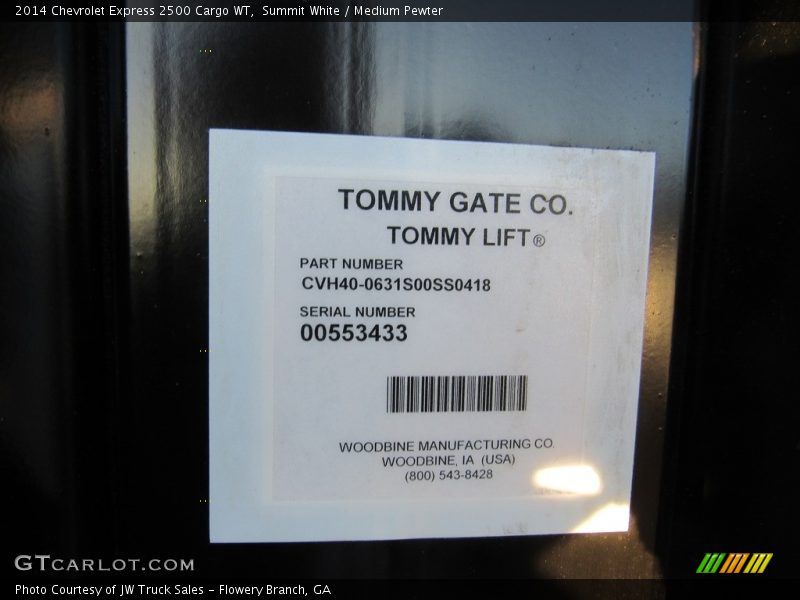 2014 Chevrolet Express 2500 Cargo WT,  Summit White / Medium Pewter
TOMMY GATE CO.
TOMMY LIFT®
PART NUMBER
CVH40-0631S00SS0418
SERIAL NUMBER
00553433
WOODBINE MANUFACTURING CO.
WOODBINE, IA  (USA)
(800) 543-8428
GTCARLOT.COM
Photo Courtesy of JW Truck Sales – Flowery Branch, GA